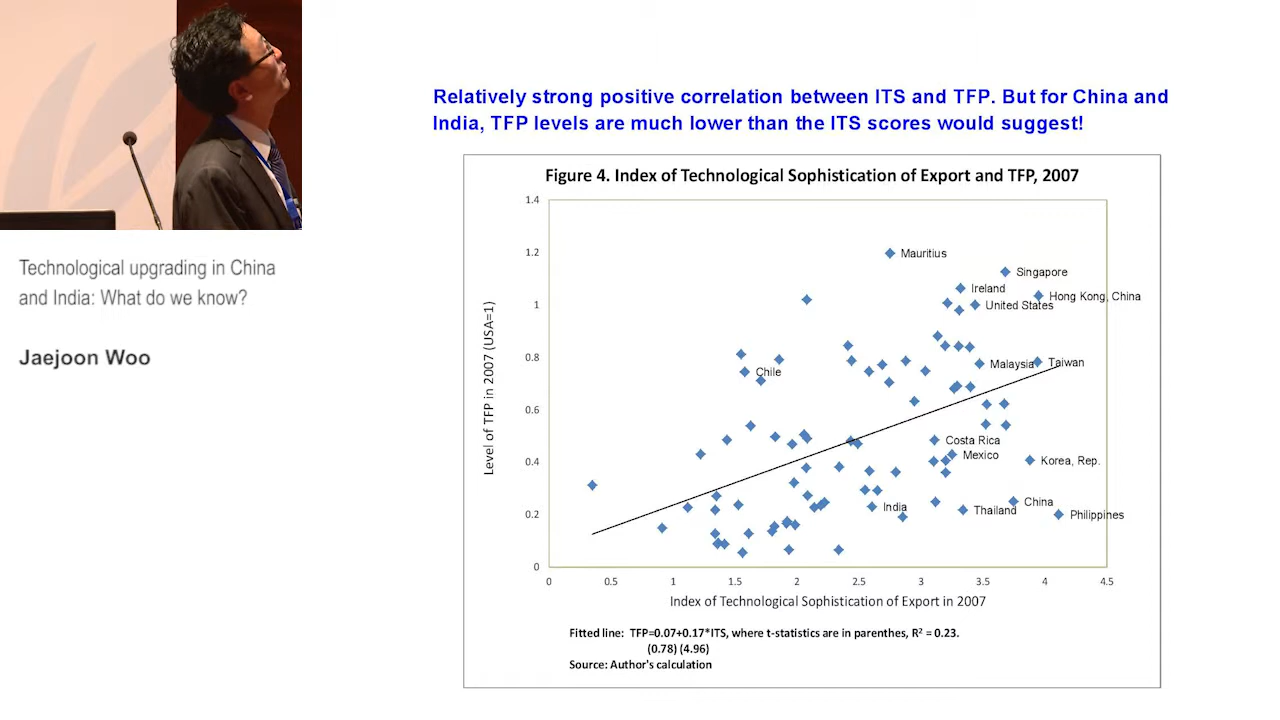 Technological upgrading in China
and India: What do we know?
Jaejoon Woo
Relatively strong positive correlation between ITS and TFP. But for China and
India, TFP levels are much lower than the ITS scores would suggest!
Figure 4. Index of Technological Sophistication of Export and TFP, 2007
Level of TFP in 2007 (USA=1)
1.4
1.2
1
0.8
0.6
0.4
0.2
0
Mauritius
Singapore
Ireland
Hong Kong, China
United States
Malaysia
Taiwan
Chile
Costa Rica
Mexico
Korea, Rep.
India
Thailand
China
Philippines
0 0.5 1 1.5 2 2.5 3 3.5 4 4.5
Index of Technological Sophistication of Export in 2007
Fitted line: TFP=0.07+0.17*ITS, where t-statistics are in parenthes, R² = 0.23.
(0.78) (4.96)
Source: Author's calculation